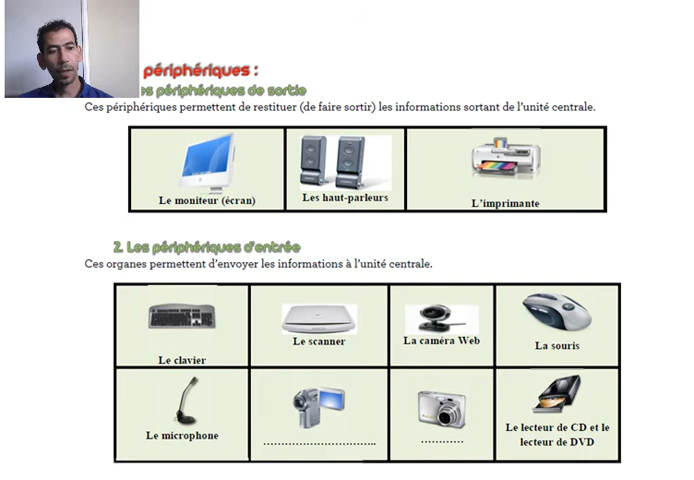 périphériques :
es périphériques de sortie
Ces périphériques permettent de restituer (de faire sortir) les informations sortant de l'unité centrale.
Le moniteur (écran)
Les haut-parleurs
L'imprimante
2. Les périphériques d'entrée
Ces organes permettent d'envoyer les informations à l'unité centrale.
Le clavier
Le scanner
La caméra Web
La souris
Le microphone
................................
............
Le lecteur de CD et le
lecteur de DVD